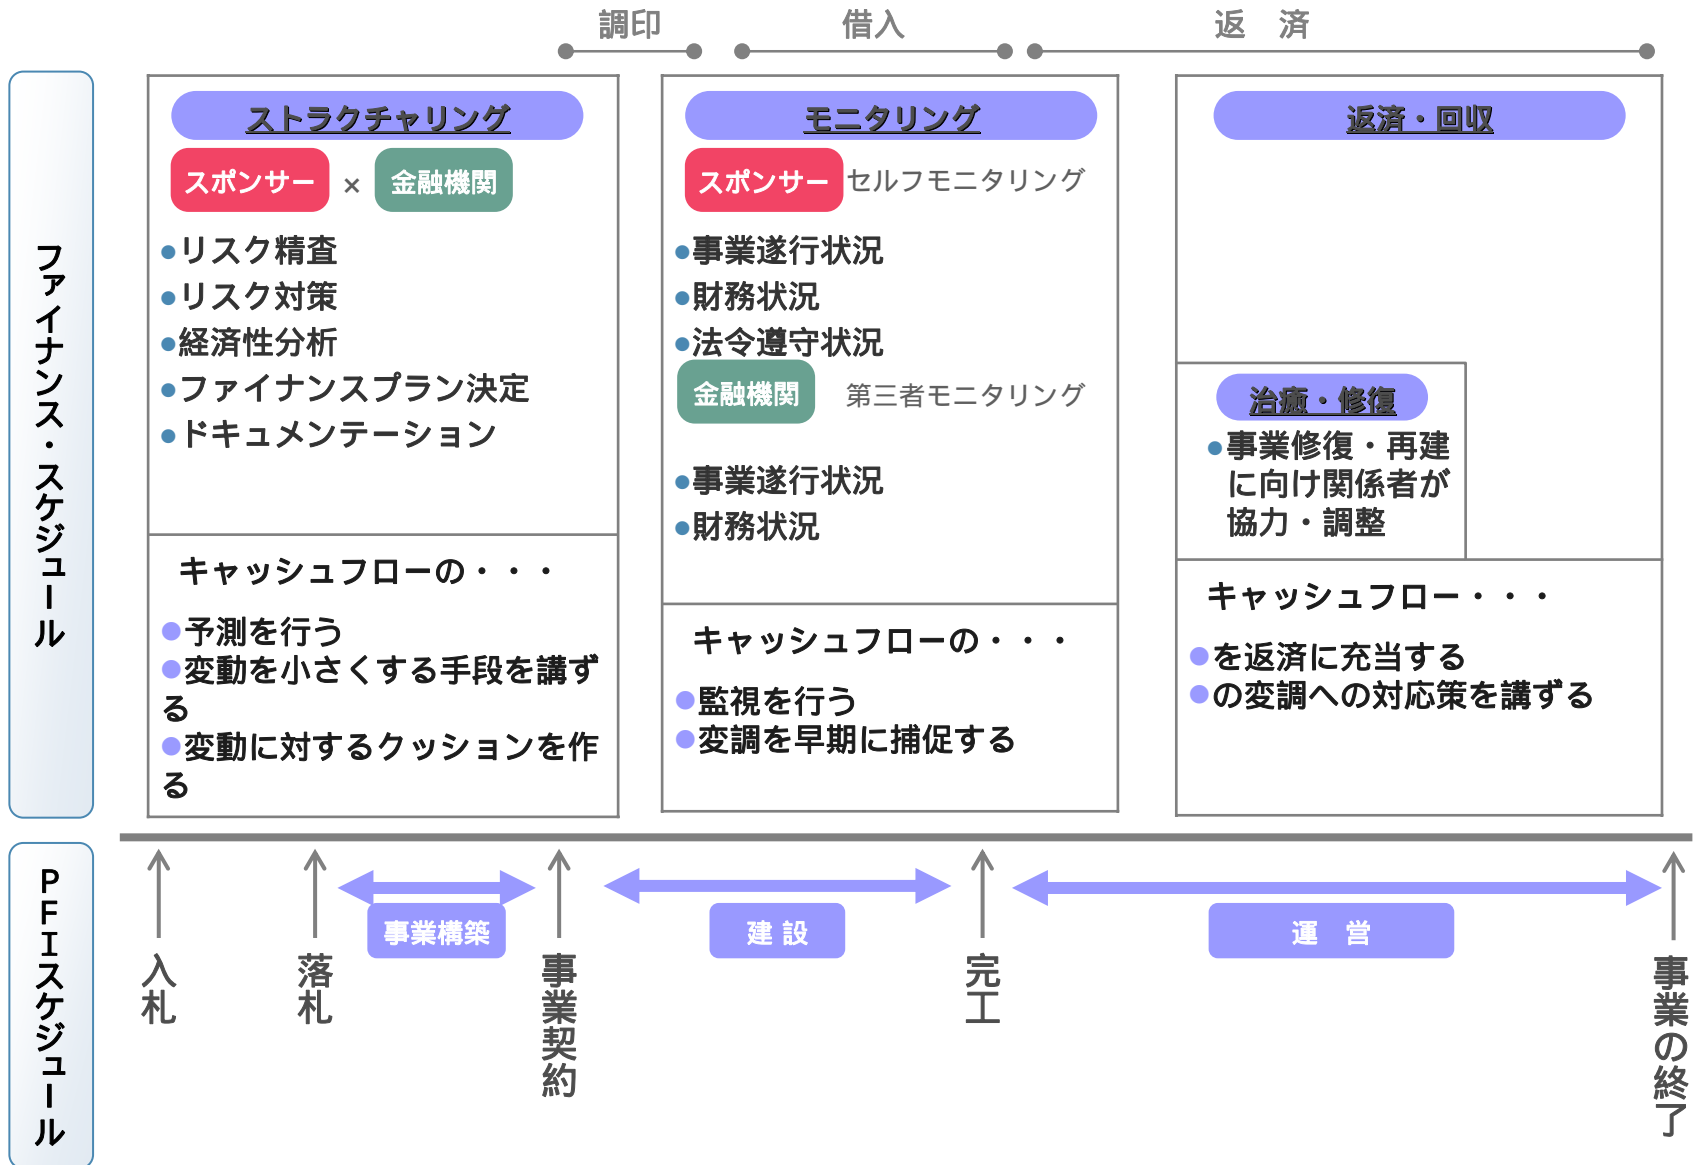 調印
借入
返　済
ファイナンス・スケジュール
ストラクチャリング
スポンサー × 金融機関
●リスク精査
●リスク対策
●経済性分析
●ファイナンスプラン決定
●ドキュメンテーション
キャッシュフローの・・・
●予測を行う
●変動を小さくする手段を講ず
る
●変動に対するクッションを作
る
モニタリング
スポンサー セルフモニタリング
●事業遂行状況
●財務状況
●法令遵守状況
金融機関 第三者モニタリング
●事業遂行状況
●財務状況
キャッシュフローの・・・
●監視を行う
●変調を早期に捕促する
返済・回収
治癒・修復
●事業修復・再建
に向け関係者が
協力・調整
キャッシュフロー・・・
●を返済に充当する
●の変調への対応策を講ずる
PFIスケジュール
入札
落札
事業構築
事業契約
建 設
完工
運　営
事業の終了